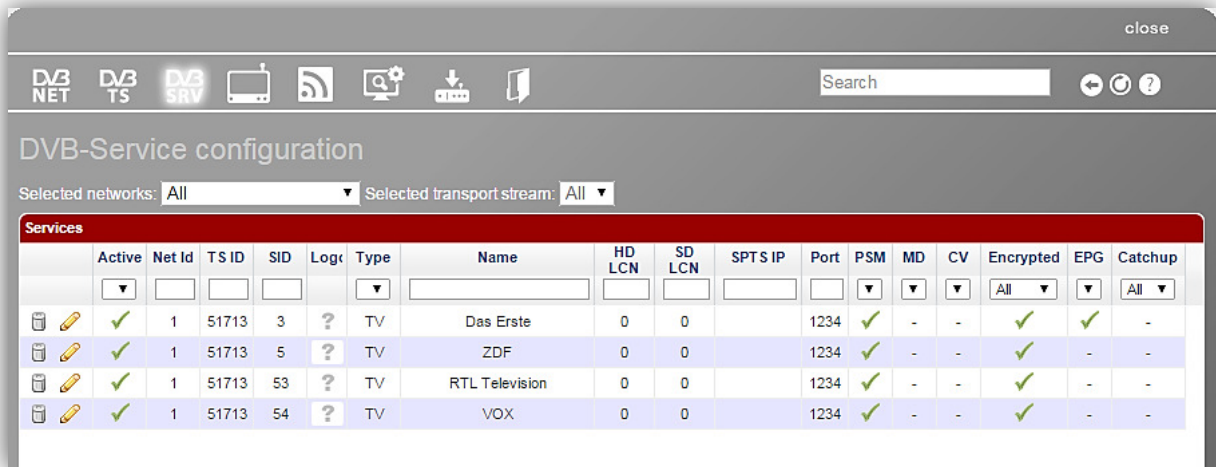 close
DVB NET DVB TS DVB SRV Search ?
DVB-Service configuration
Selected networks: All Selected transport stream: All
Services
Active Net Id TS ID SID Logo Type Name HD LCN SD LCN SPTS IP Port PSM MD CV Encrypted EPG Catchup
All All
1 51713 3 ? TV Das Erste 0 0 1234 - - -
1 51713 5 ? TV ZDF 0 0 1234 - - - -
1 51713 53 ? TV RTL Television 0 0 1234 - - - -
1 51713 54 ? TV VOX 0 0 1234 - - - -